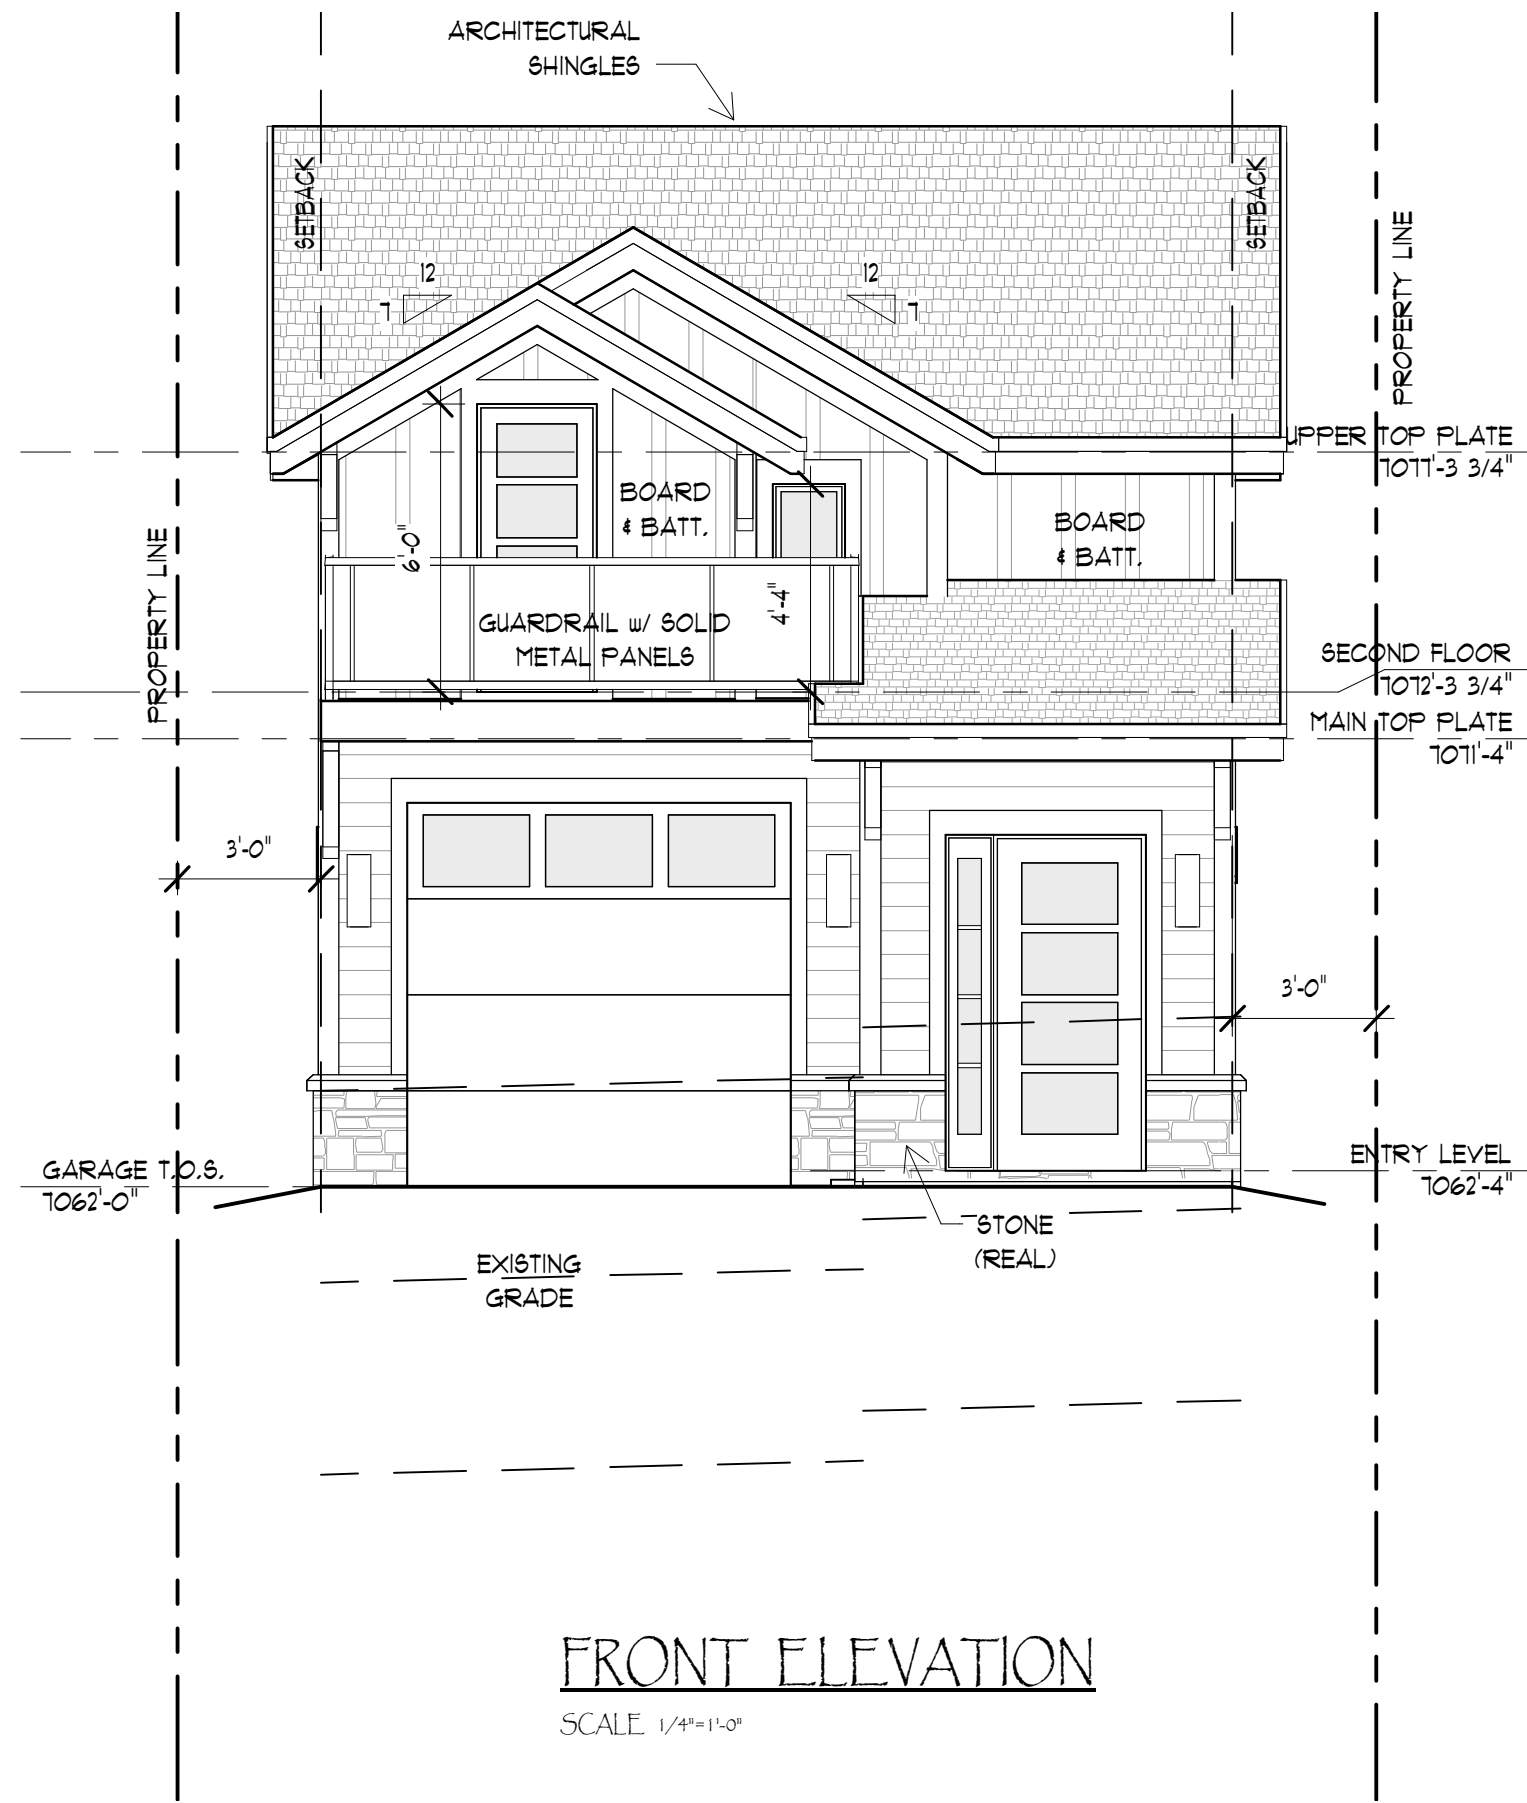 ARCHITECTURAL
SHINGLES
SETBACK
SETBACK
PROPERTY LINE
12
7
12
7
UPPER TOP PLATE
7077'-3 3/4"
BOARD
& BATT.
BOARD
& BATT.
6'-0"
4'-4"
PROPERTY LINE
GUARDRAIL w/ SOLID
METAL PANELS
SECOND FLOOR
7072'-3 3/4"
MAIN TOP PLATE
7071'-4"
3'-0"
3'-0"
GARAGE T.O.S.
7062'-0"
ENTRY LEVEL
7062'-4"
STONE
(REAL)
EXISTING
GRADE
FRONT ELEVATION
SCALE 1/4"=1'-0"